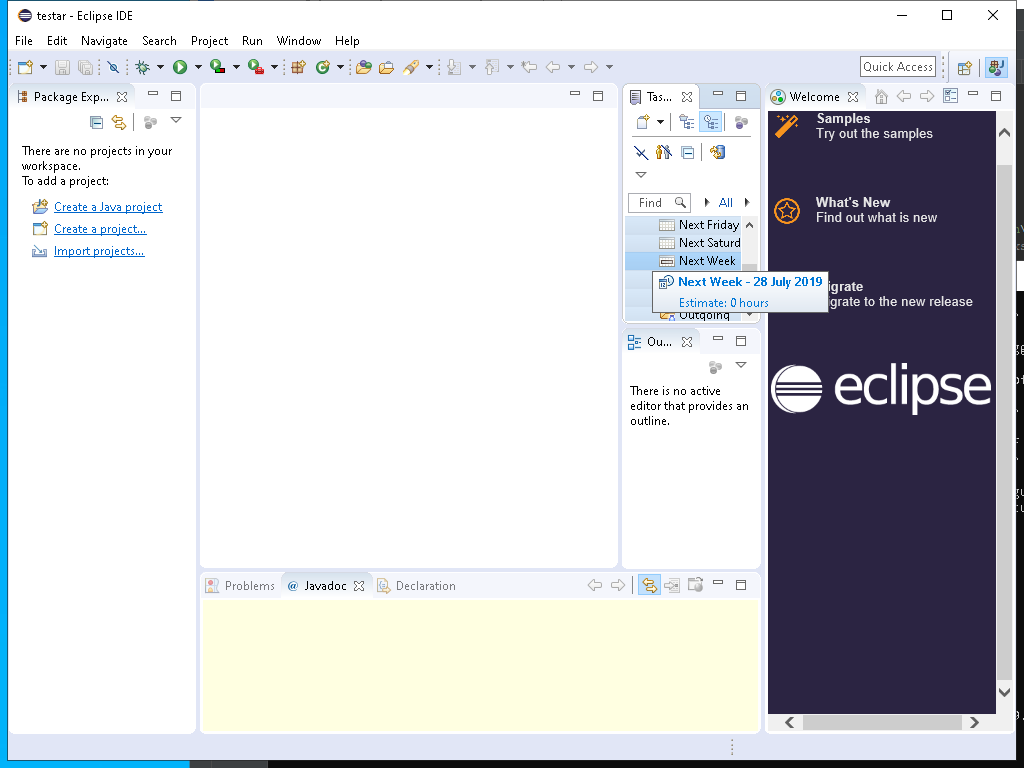 testar - Eclipse IDE
File Edit Navigate Search Project Run Window Help
Quick Access
Package Exp...
There are no projects in your
workspace.
To add a project:
Create a Java project
Create a project...
Import projects...
Tas...
Find
All
Next Friday
Next Saturd
Next Week
Next Week - 28 July 2019
Estimate: 0 hours
Outgoing
Ou...
There is no active
editor that provides an
outline.
Welcome
Samples
Try out the samples
What's New
Find out what is new
igrate
igrate to the new release
eclipse
Problems
@ Javadoc
Declaration